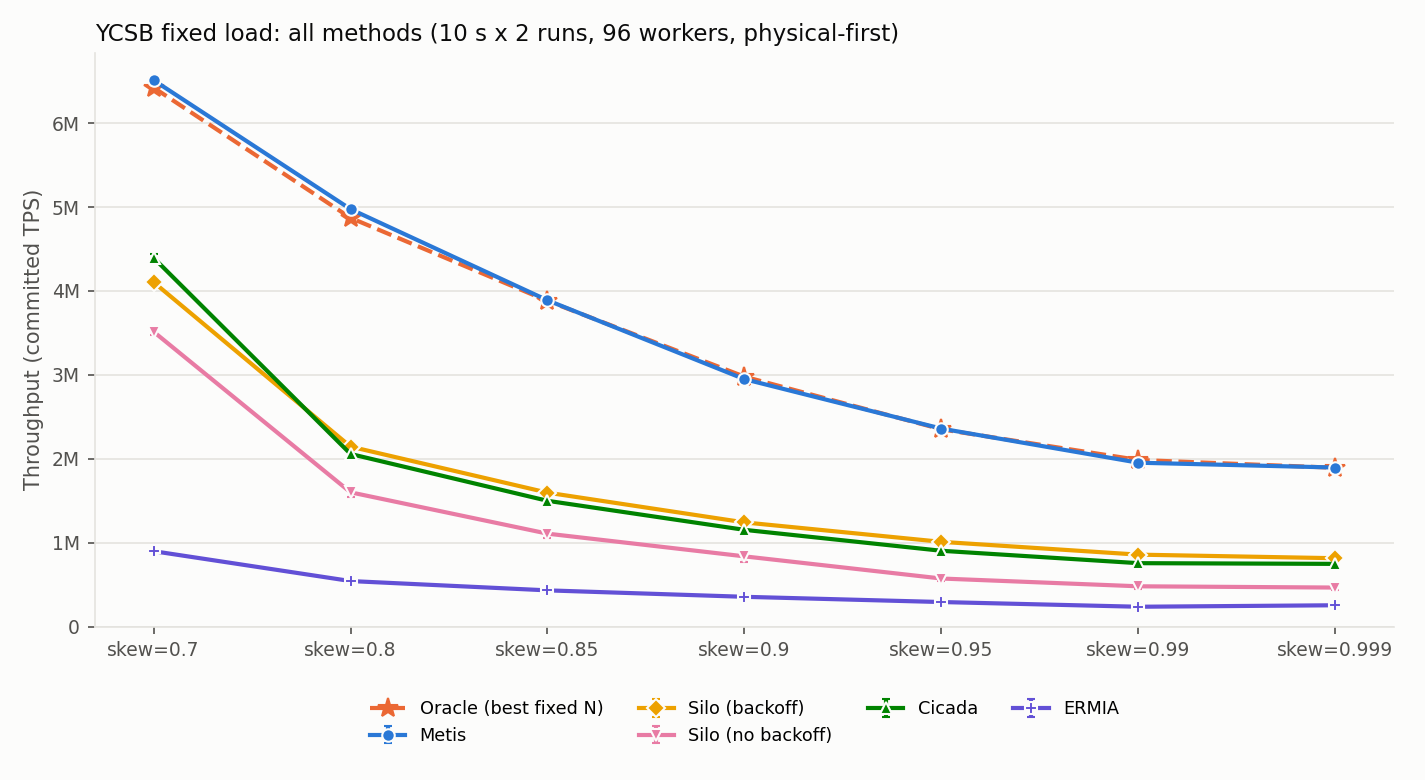 YCSB fixed load: all methods (10 s x 2 runs, 96 workers, physical-first)
Throughput (committed TPS)
6M
5M
4M
3M
2M
1M
0
skew=0.7 skew=0.8 skew=0.85 skew=0.9 skew=0.95 skew=0.99 skew=0.999
Oracle (best fixed N) Silo (backoff) Cicada ERMIA
Metis Silo (no backoff)